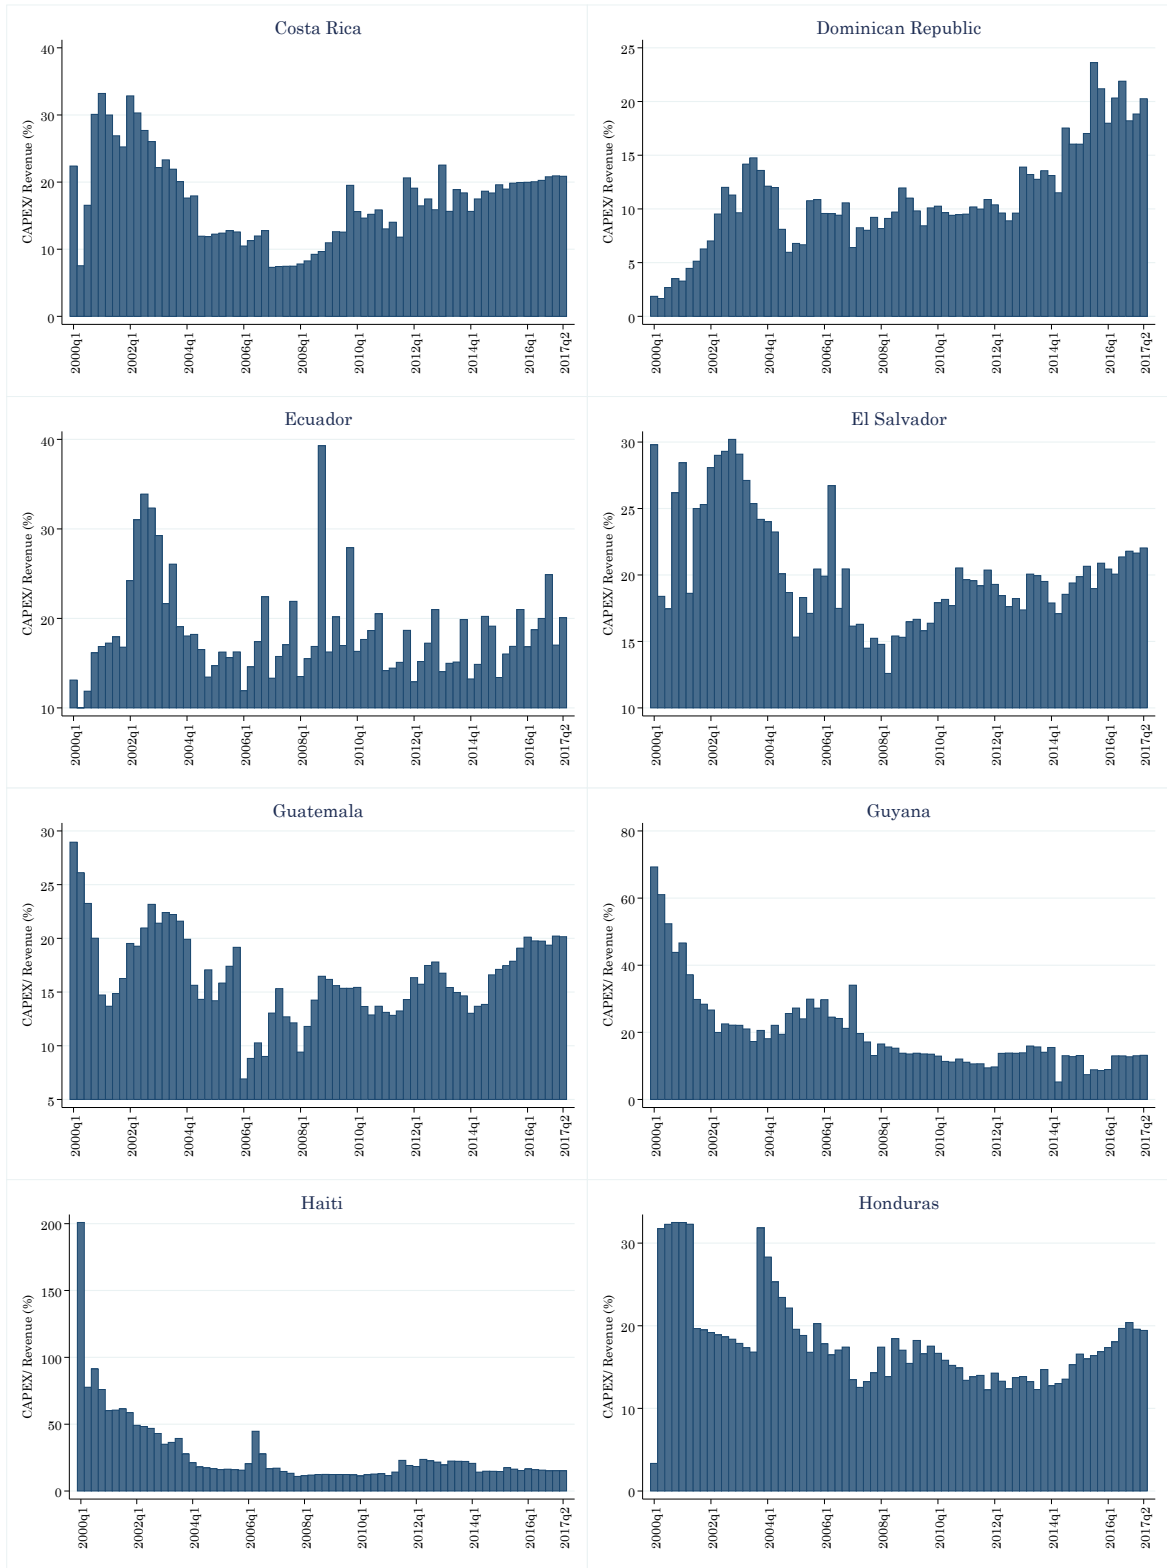 Costa Rica
CAPEX/ Revenue (%)
40
30
20
10
0
2000q1
2002q1
2004q1
2006q1
2008q1
2010q1
2012q1
2014q1
2016q1
2017q2
Dominican Republic
CAPEX/ Revenue (%)
25
20
15
10
5
0
2000q1
2002q1
2004q1
2006q1
2008q1
2010q1
2012q1
2014q1
2016q1
2017q2
Ecuador
CAPEX/ Revenue (%)
40
30
20
10
2000q1
2002q1
2004q1
2006q1
2008q1
2010q1
2012q1
2014q1
2016q1
2017q2
El Salvador
CAPEX/ Revenue (%)
30
25
20
15
10
2000q1
2002q1
2004q1
2006q1
2008q1
2010q1
2012q1
2014q1
2016q1
2017q2
Guatemala
CAPEX/ Revenue (%)
30
25
20
15
10
5
2000q1
2002q1
2004q1
2006q1
2008q1
2010q1
2012q1
2014q1
2016q1
2017q2
Guyana
CAPEX/ Revenue (%)
80
60
40
20
0
2000q1
2002q1
2004q1
2006q1
2008q1
2010q1
2012q1
2014q1
2016q1
2017q2
Haiti
CAPEX/ Revenue (%)
200
150
100
50
0
2000q1
2002q1
2004q1
2006q1
2008q1
2010q1
2012q1
2014q1
2016q1
2017q2
Honduras
CAPEX/ Revenue (%)
30
20
10
0
2000q1
2002q1
2004q1
2006q1
2008q1
2010q1
2012q1
2014q1
2016q1
2017q2